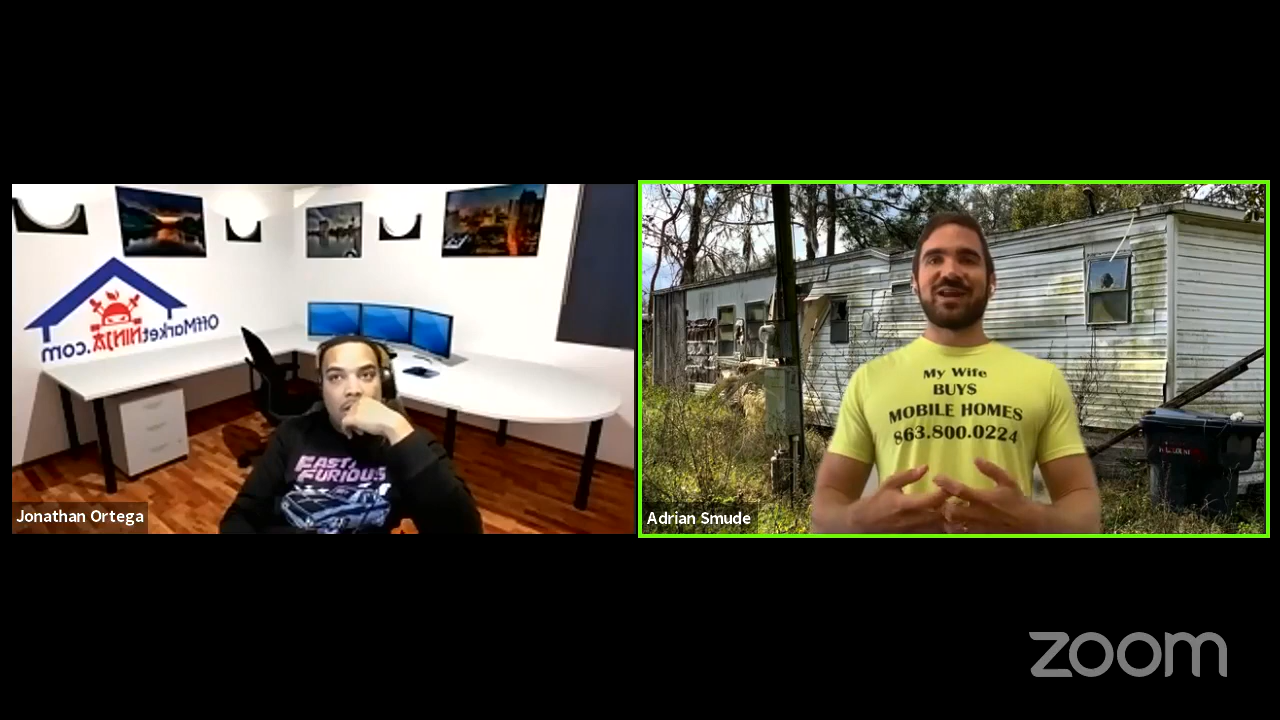 OffMarketNINJA.com
FAST &
FURIOUS
Jonathan Ortega
My Wife
BUYS
MOBILE HOMES
863.800.0224
Adrian Smude
zoom